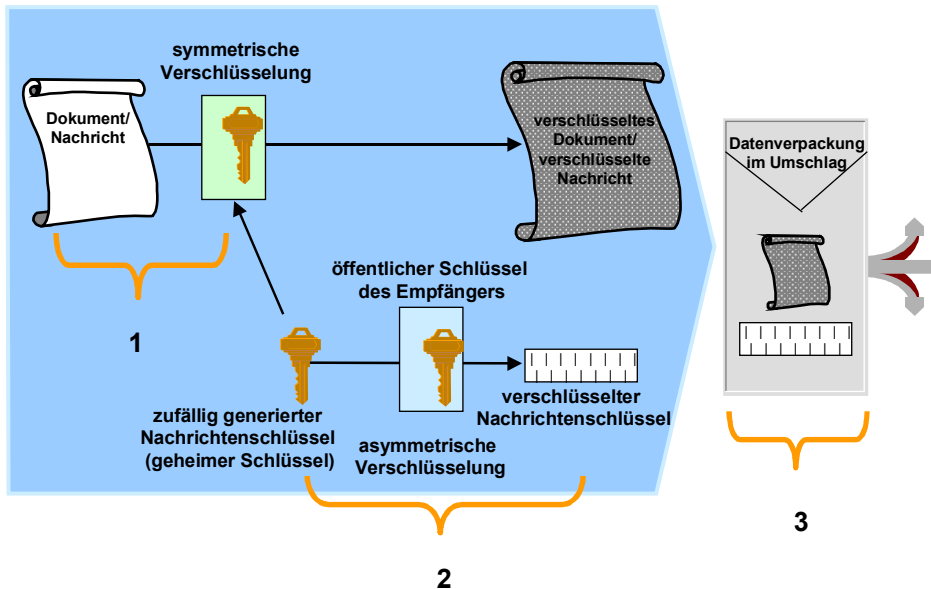 symmetrische
Verschlüsselung
Dokument/
Nachricht
verschlüsseltes
Dokument/
verschlüsselte
Nachricht
Datenverpackung
im Umschlag
1
öffentlicher Schlüssel
des Empfängers
zufällig generierter
Nachrichtenschlüssel
(geheimer Schlüssel)
asymmetrische
Verschlüsselung
verschlüsselter
Nachrichtenschlüssel
2
3